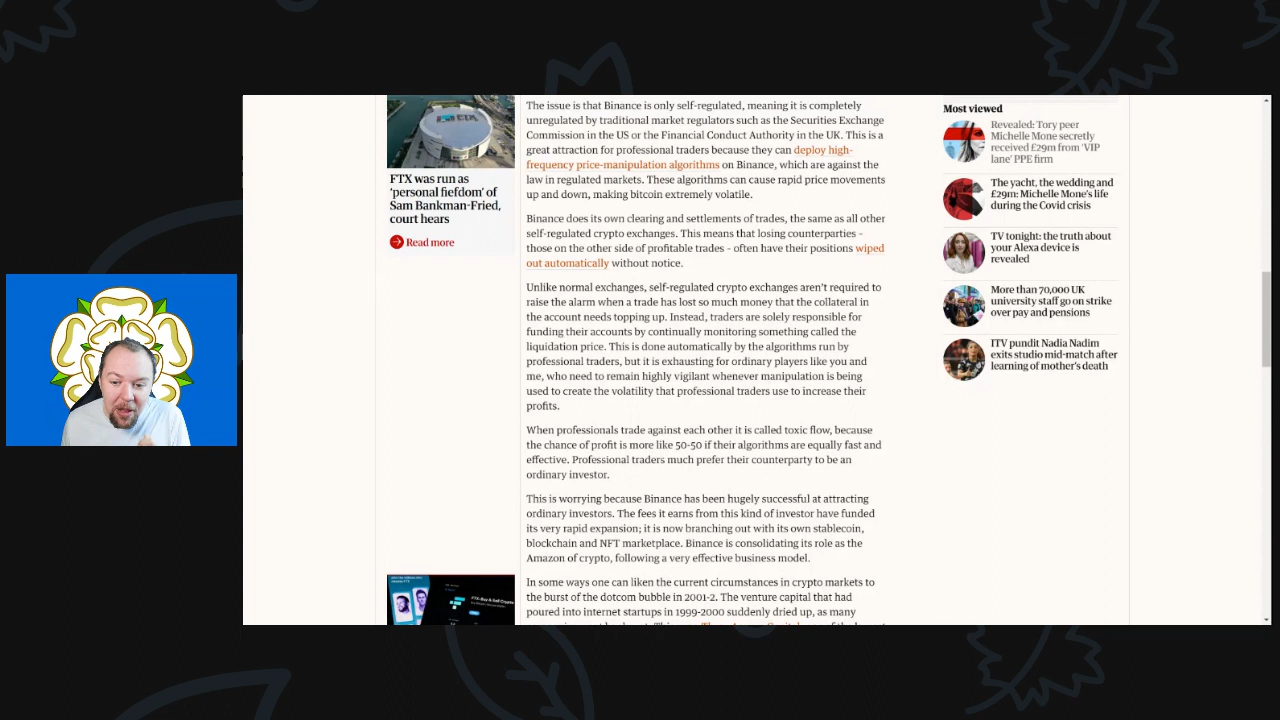 FTX was run as
‘personal fiefdom’ of
Sam Bankman-Fried,
court hears
Read more
The issue is that Binance is only self-regulated, meaning it is completely
unregulated by traditional market regulators such as the Securities Exchange
Commission in the US or the Financial Conduct Authority in the UK. This is a
great attraction for professional traders because they can deploy high-
frequency price-manipulation algorithms on Binance, which are against the
law in regulated markets. These algorithms can cause rapid price movements
up and down, making bitcoin extremely volatile.
Binance does its own clearing and settlements of trades, the same as all other
self-regulated crypto exchanges. This means that losing counterparties –
those on the other side of profitable trades – often have their positions wiped
out automatically without notice.
Unlike normal exchanges, self-regulated crypto exchanges aren’t required to
raise the alarm when a trade has lost so much money that the collateral in
the account needs topping up. Instead, traders are solely responsible for
funding their accounts by continually monitoring something called the
liquidation price. This is done automatically by the algorithms run by
professional traders, but it is exhausting for ordinary players like you and
me, who need to remain highly vigilant whenever manipulation is being
used to create the volatility that professional traders use to increase their
profits.
When professionals trade against each other it is called toxic flow, because
the chance of profit is more like 50-50 if their algorithms are equally fast and
effective. Professional traders much prefer their counterparty to be an
ordinary investor.
This is worrying because Binance has been hugely successful at attracting
ordinary investors. The fees it earns from this kind of investor have funded
its very rapid expansion; it is now branching out with its own stablecoin,
blockchain and NFT marketplace. Binance is consolidating its role as the
Amazon of crypto, following a very effective business model.
In some ways one can liken the current circumstances in crypto markets to
the burst of the dotcom bubble in 2001-2. The venture capital that had
poured into internet startups in 1999-2000 suddenly dried up, as many
Most viewed
Revealed: Tory peer
Michelle Mone secretly
received £29m from ‘VIP
lane’ PPE firm
The yacht, the wedding and
£29m: Michelle Mone’s life
during the Covid crisis
TV tonight: the truth about
your Alexa device is
revealed
More than 70,000 UK
university staff go on strike
over pay and pensions
ITV pundit Nadia Nadim
exits studio mid-match after
learning of mother’s death